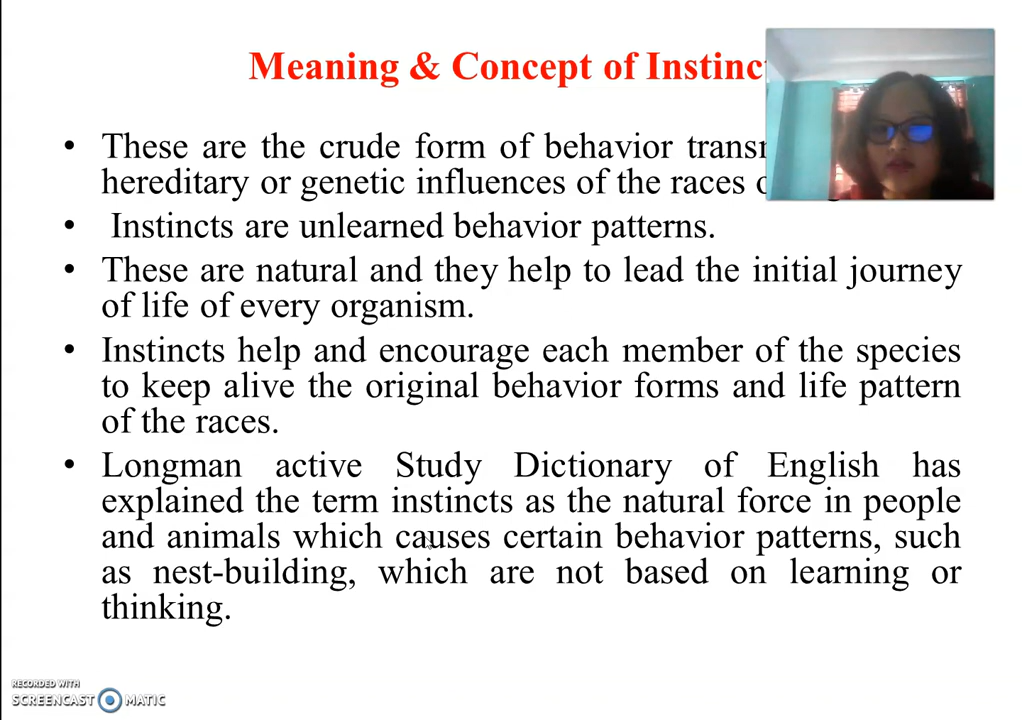 Meaning & Concept of
• These are the crude form of behavior
hereditary or genetic influences of the races
• Instincts are unlearned behavior patterns.
• These are natural and they help to lead the initial journey
of life of every organism.
• Instincts help and encourage each member of the species
to keep alive the original behavior forms and life pattern
of the races.
• Longman active Study Dictionary of English has
explained the term instincts as the natural force in people
and animals which causes certain behavior patterns, such
as nest-building, which are not based on learning or
thinking.
RECORDED WITH
SCREENCAST MATIC